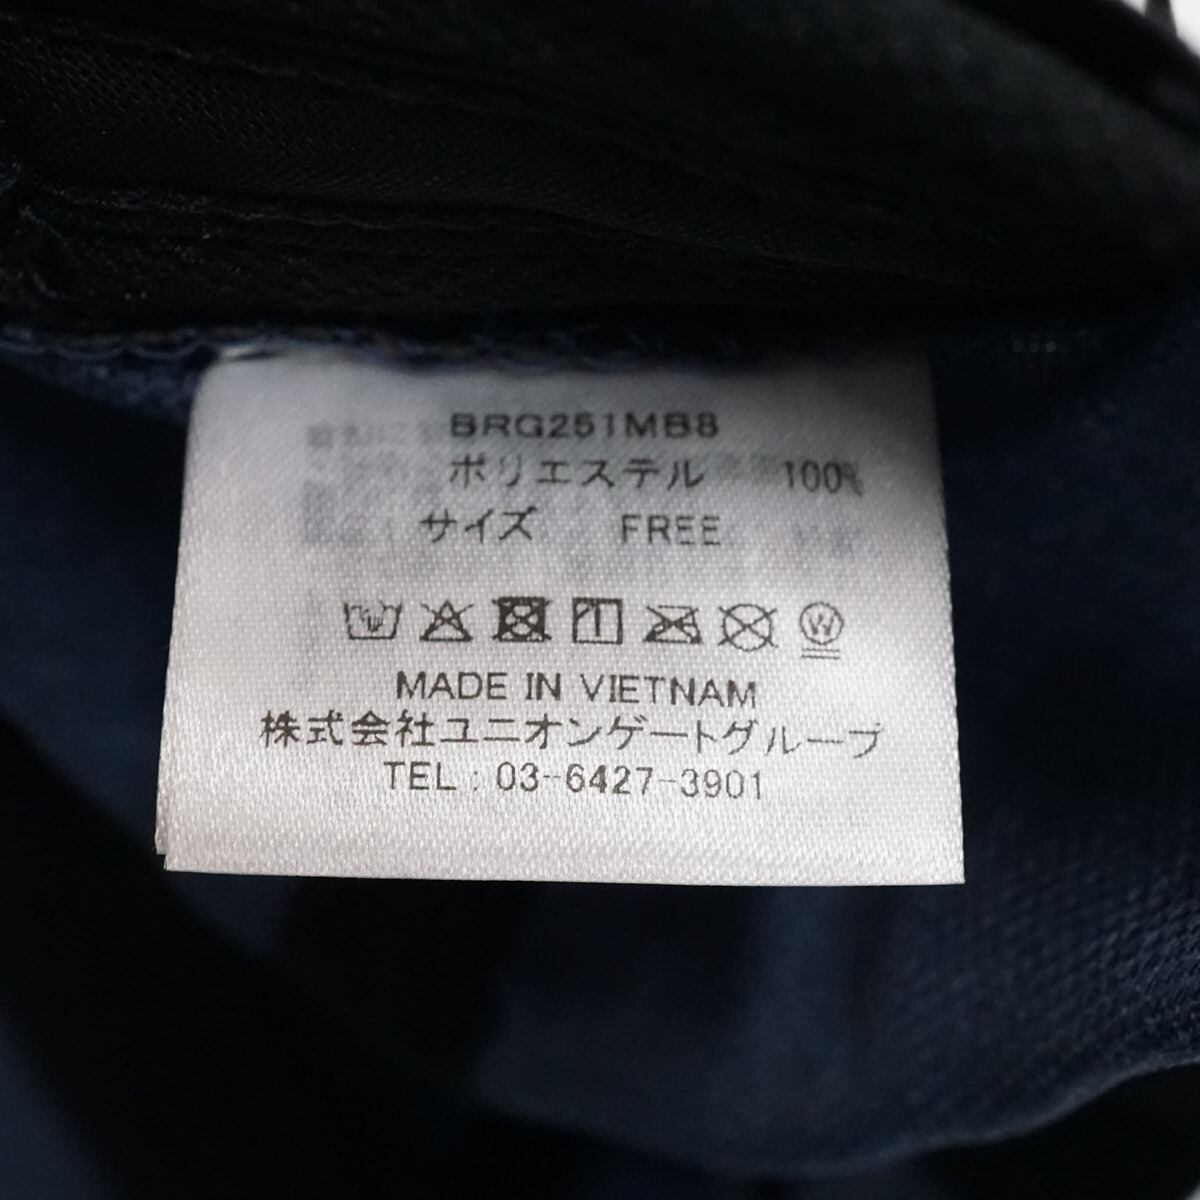 BRG251MB8
ポリエステル 100%
サイズ FREE
W
MADE IN VIETNAM
株式会社ユニオンゲートグループ
TEL : 03-6427-3901